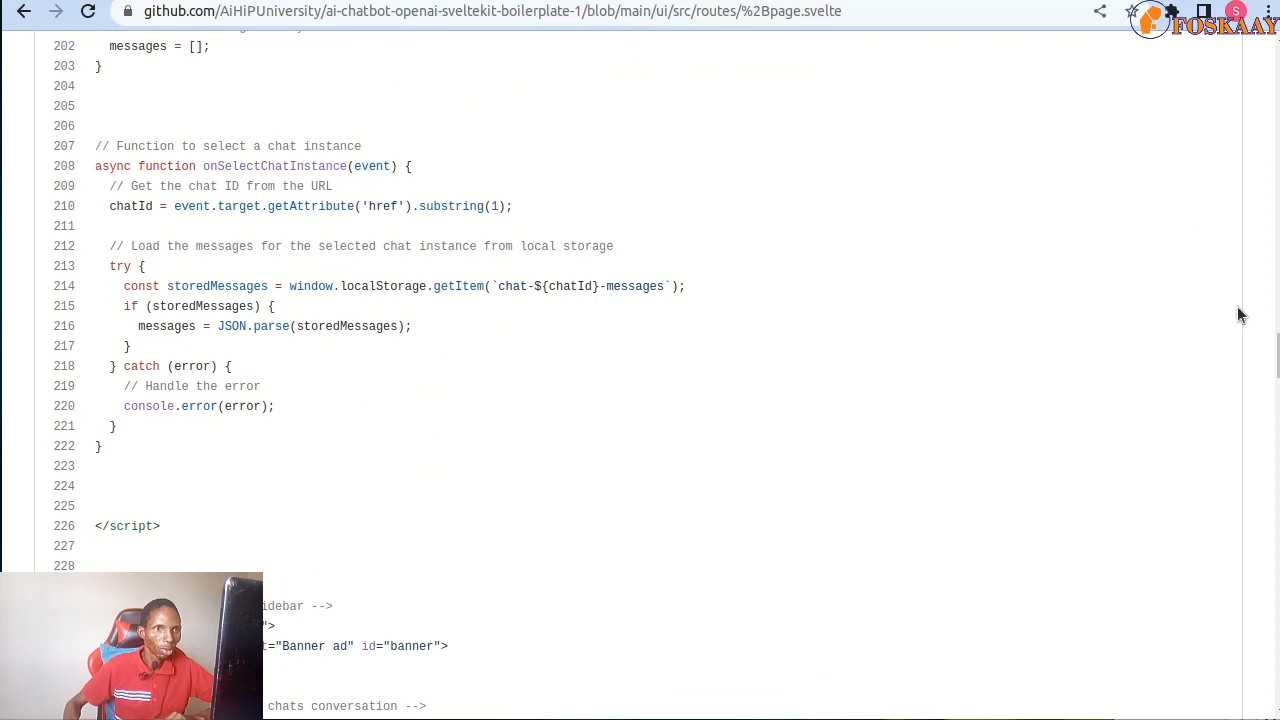 github.com/AiHiPUniversity/ai-chatbot-openai-sveltekit-boilerplate-1/blob/main/ui/src/routes/%2Bpage.svelte
S
FOSKAAY
202 messages = [];
203 }
204
205
206
207 // Function to select a chat instance
208 async function onSelectChatInstance(event) {
209 // Get the chat ID from the URL
210 chatId = event.target.getAttribute('href').substring(1);
211
212 // Load the messages for the selected chat instance from local storage
213 try {
214 const storedMessages = window.localStorage.getItem(`chat-${chatId}-messages`);
215 if (storedMessages) {
216 messages = JSON.parse(storedMessages);
217 }
218 } catch (error) {
219 // Handle the error
220 console.error(error);
221 }
222 }
223
224
225
226 </script>
227
228
idebar -->
">
t="Banner ad" id="banner">
chats conversation -->